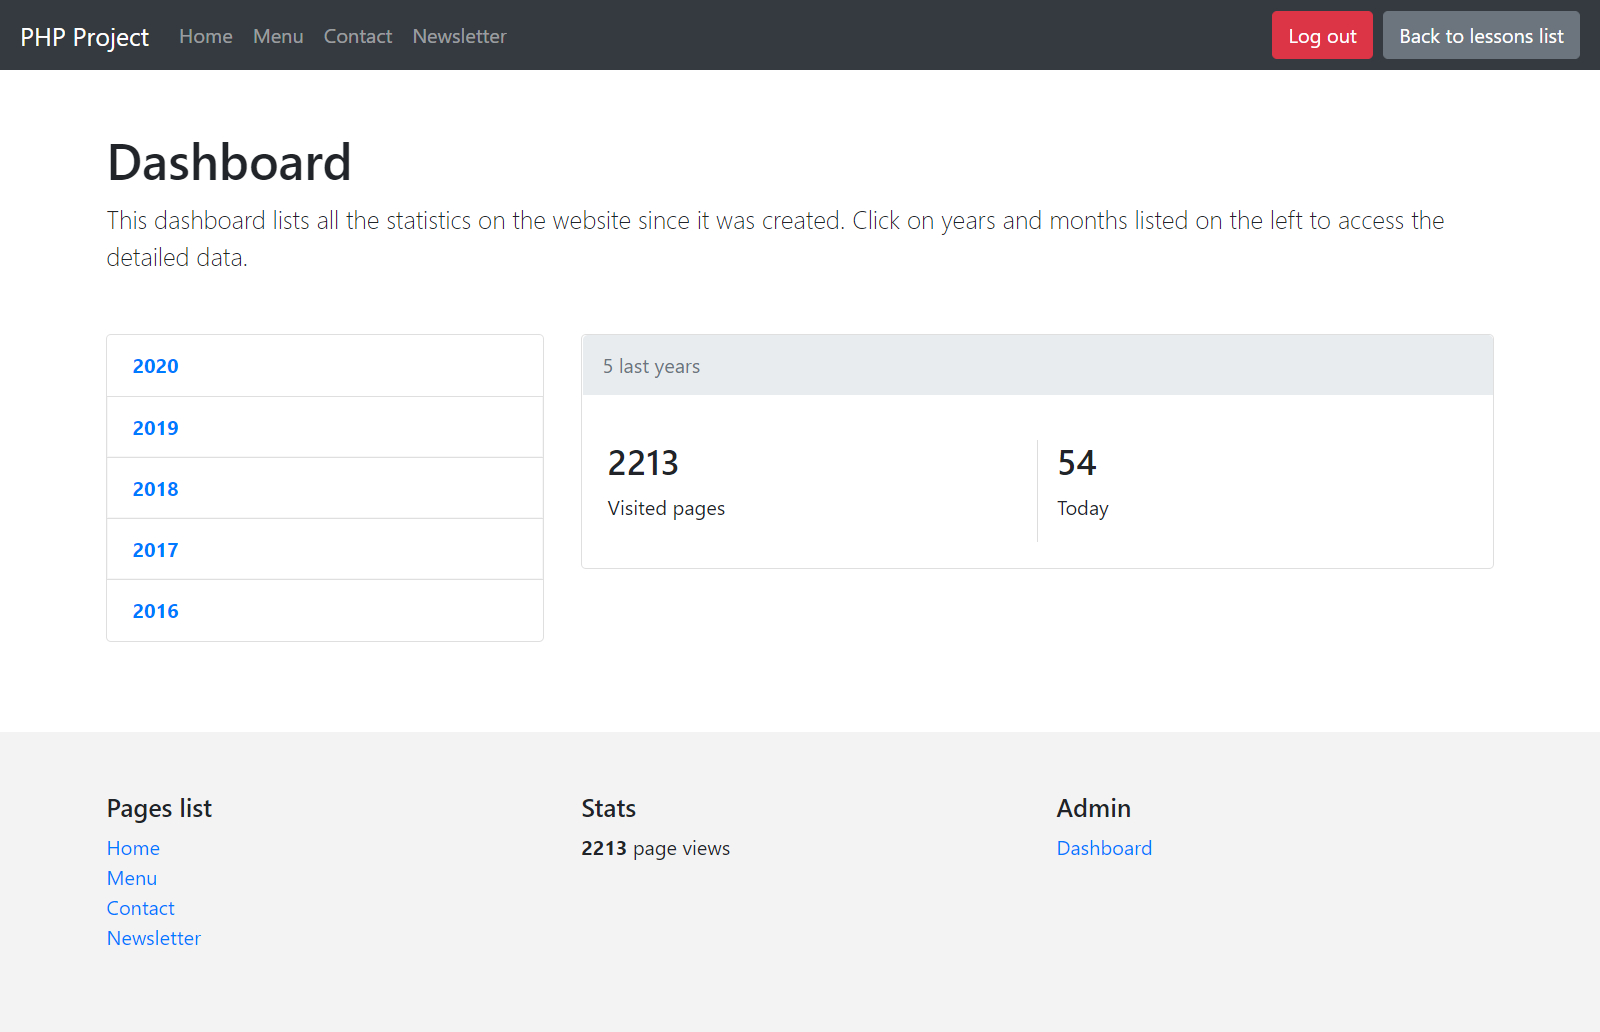 PHP Project Home Menu Contact Newsletter Log out Back to lessons list
Dashboard
This dashboard lists all the statistics on the website since it was created. Click on years and months listed on the left to access the
detailed data.
2020
2019
2018
2017
2016
5 last years
2213 54
Visited pages Today
Pages list
Home
Menu
Contact
Newsletter
Stats
2213 page views
Admin
Dashboard